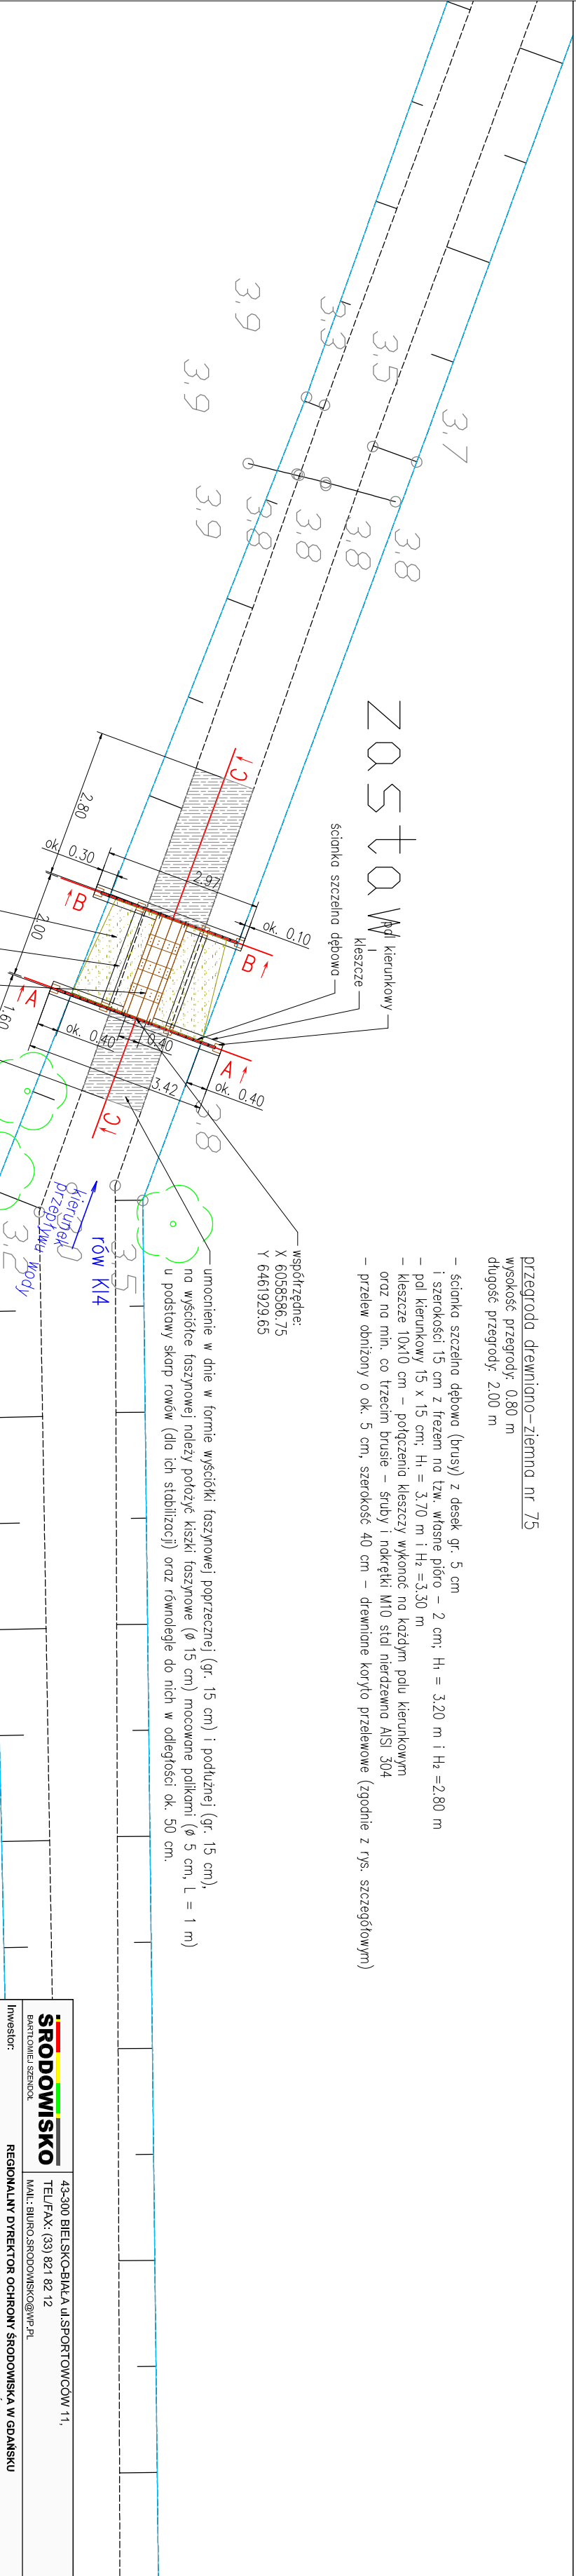 przegroda drewniano-ziemna nr 75
wysokość przegrody: 0.80 m
długość przegrody: 2.00 m
- ścianka szczelna dębowa (brusy) z desek gr. 5 cm
i szerokości 15 cm z frezem na tzw. własne pióro - 2 cm; H₁ = 3.20 m i H₂ =2.80 m
- pal kierunkowy 15 x 15 cm; H₁ = 3.70 m i H₂ =3.30 m
- kleszcze 10x10 cm - połączenia kleszczy wykonać na każdym palu kierunkowym
oraz na min. co trzecim brusie - śruby i nakrętki M10 stal nierdzewna AISI 304
- przelew obniżony o ok. 5 cm, szerokość 40 cm - drewniane koryto przelewowe (zgodnie z rys. szczegółowym)
3,7
3,5
3,3
3,9
3,9
3,8
3,8
3,8
3,8
3,9
zastaw
pal kierunkowy
kleszcze
ścianka szczelna dębowa
współrzędne:
X 6058586.75
Y 6461929.65
umocnienie w dnie w formie wyściółki faszynowej poprzecznej (gr. 15 cm) i podłużnej (gr. 15 cm),
na wyściółce faszynowej należy położyć kiszki faszynowe (ø 15 cm) mocowane palikami (ø 5 cm, L = 1 m)
u podstawy skarp rowów (dla ich stabilizacji) oraz równolegle do nich w odległości ok. 50 cm.
C
C
B
B
A
A
2.80
ok. 0.30
2.97
ok. 0.10
2.00
1.60
ok. 0.40
0.40
3.42
ok. 0.40
3,8
3,5
3,2
rów KI4
kierunek
przepływu wody
ŚRODOWISKO
BARTŁOMIEJ SZENDOŁ
43-300 BIELSKO-BIAŁA ul.SPORTOWCÓW 11,
TEL/FAX: (33) 821 82 12
MAIL: BIURO.SRODOWISKO@WP.PL
Inwestor:
REGIONALNY DYREKTOR OCHRONY ŚRODOWISKA W GDAŃSKU